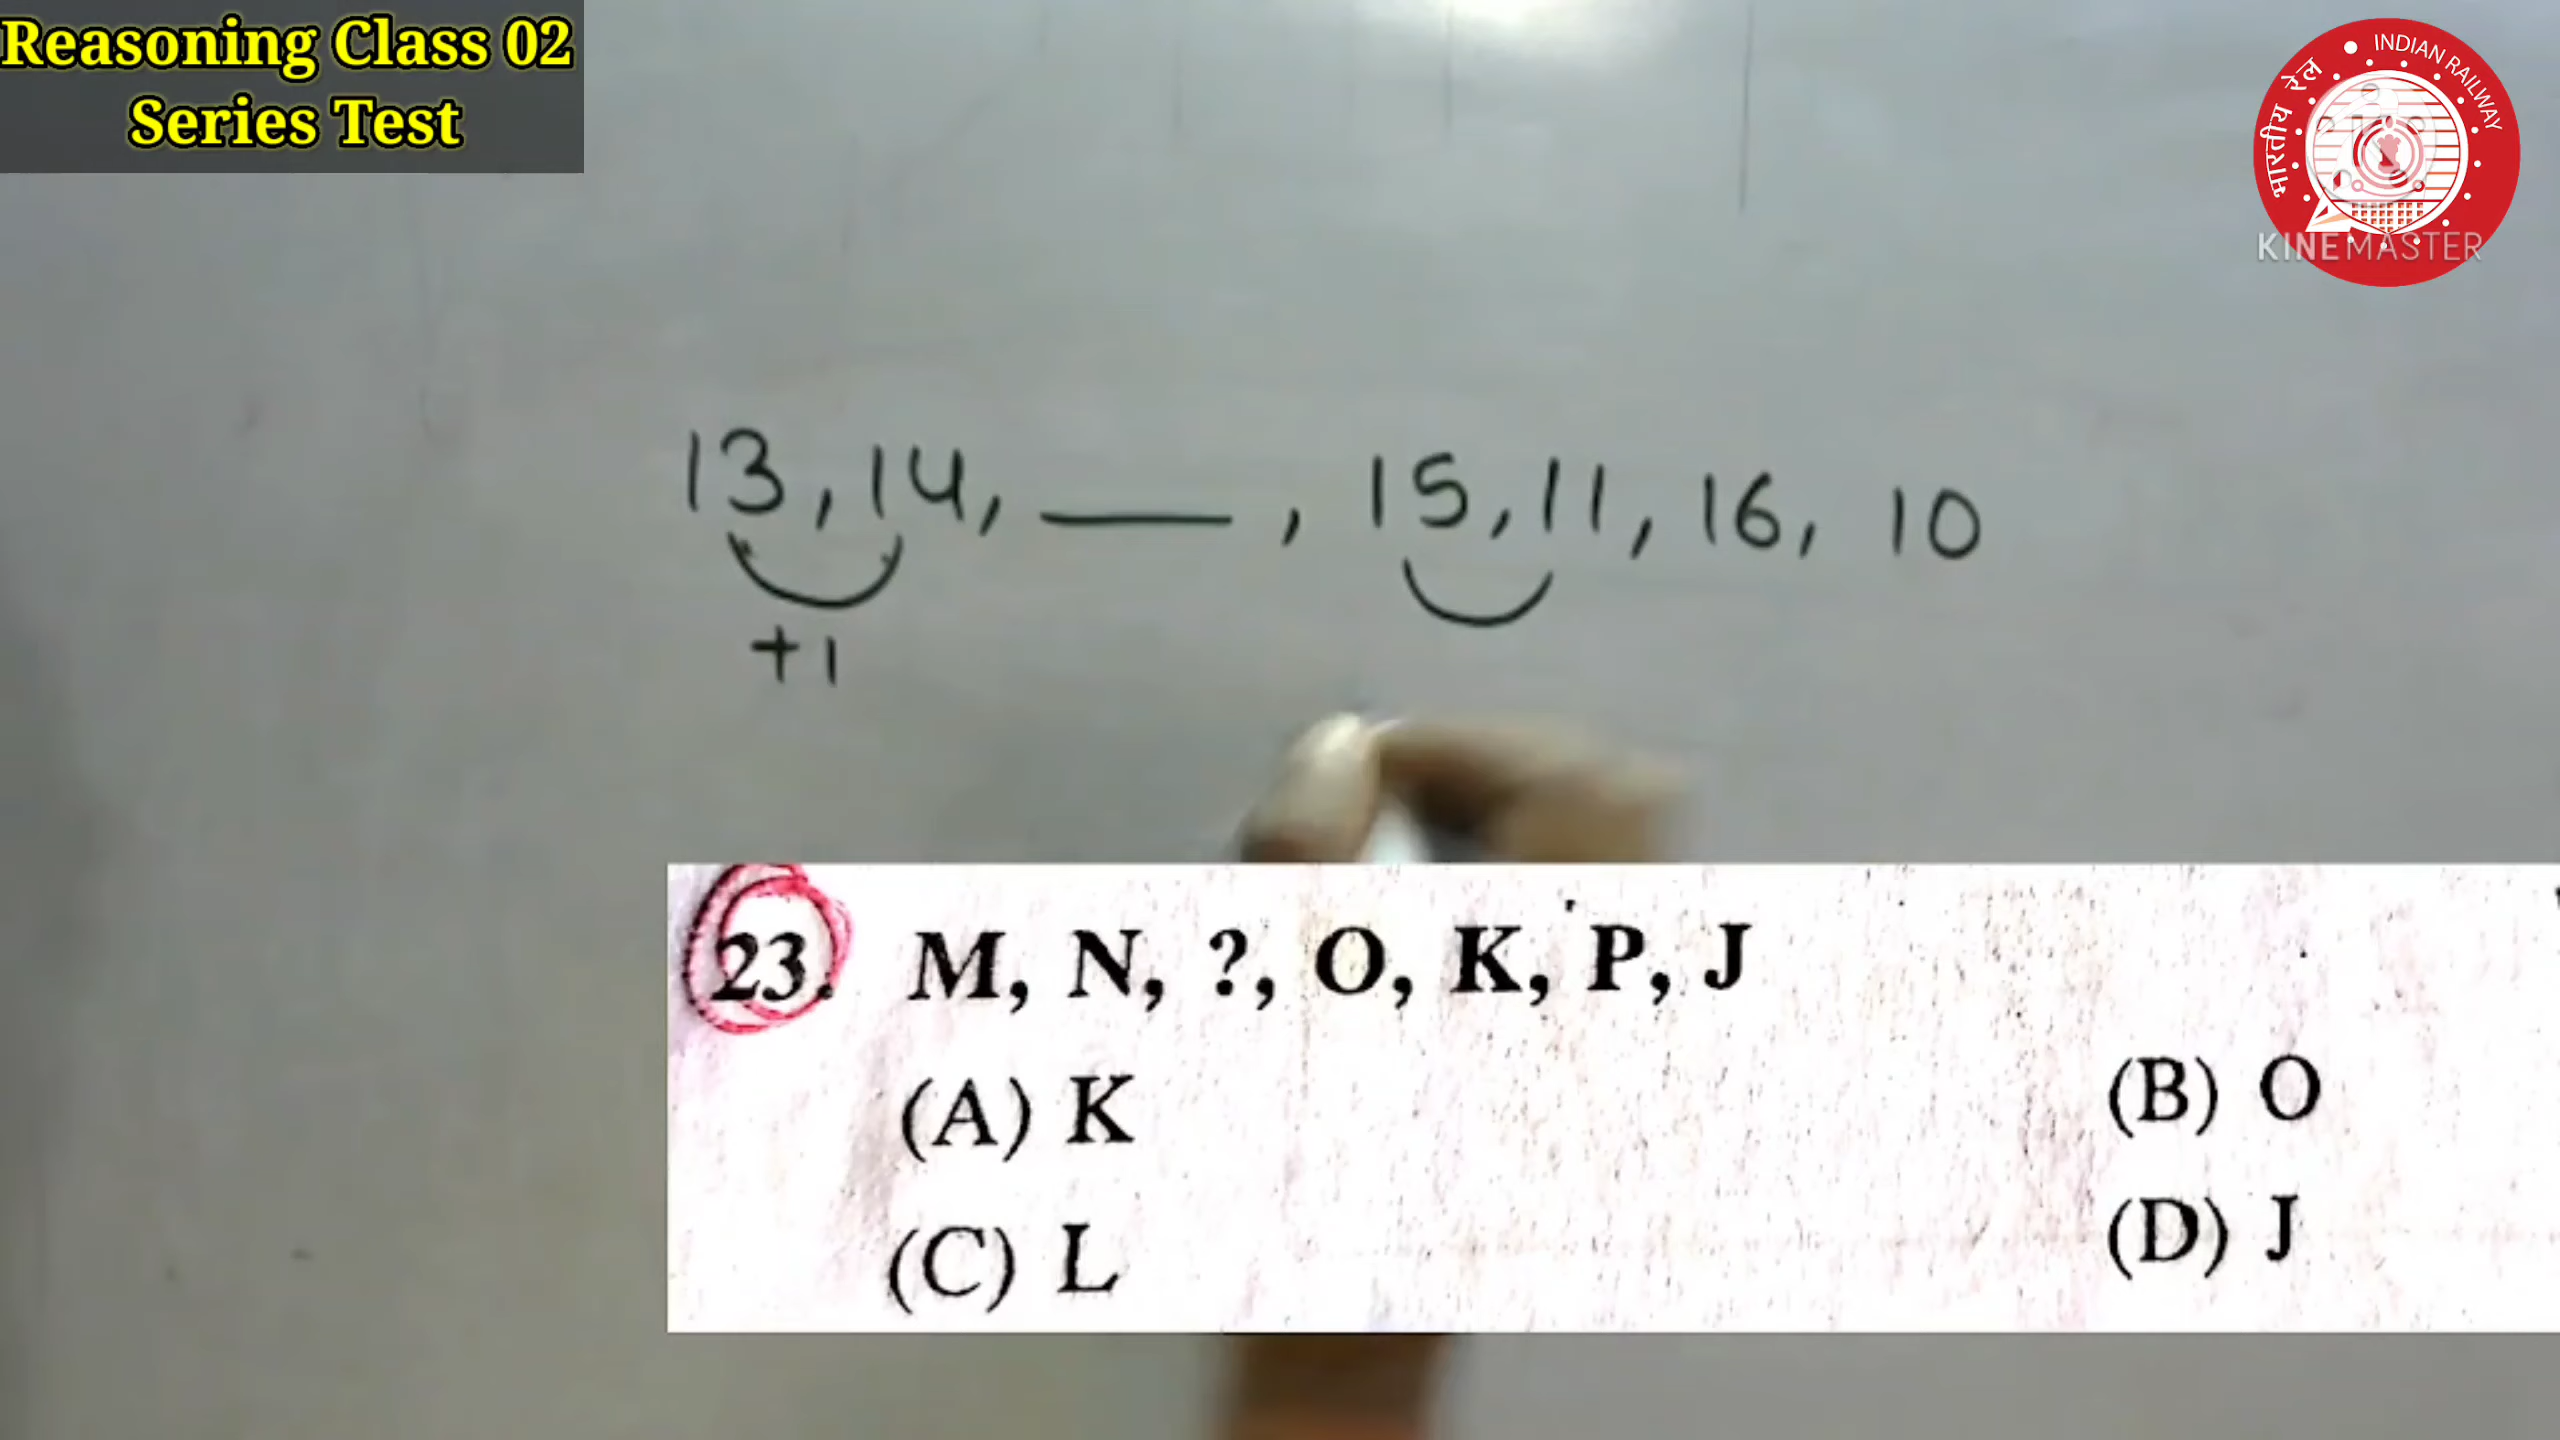 Reasoning Class 02
Series Test
INDIAN RAILWAY
भारतीय रेल
KINEMASTER
13, 14, ___, 15, 11, 16, 10
+1
23. M, N, ?, O, K, P, J
(A) K (B) O
(C) L (D) J